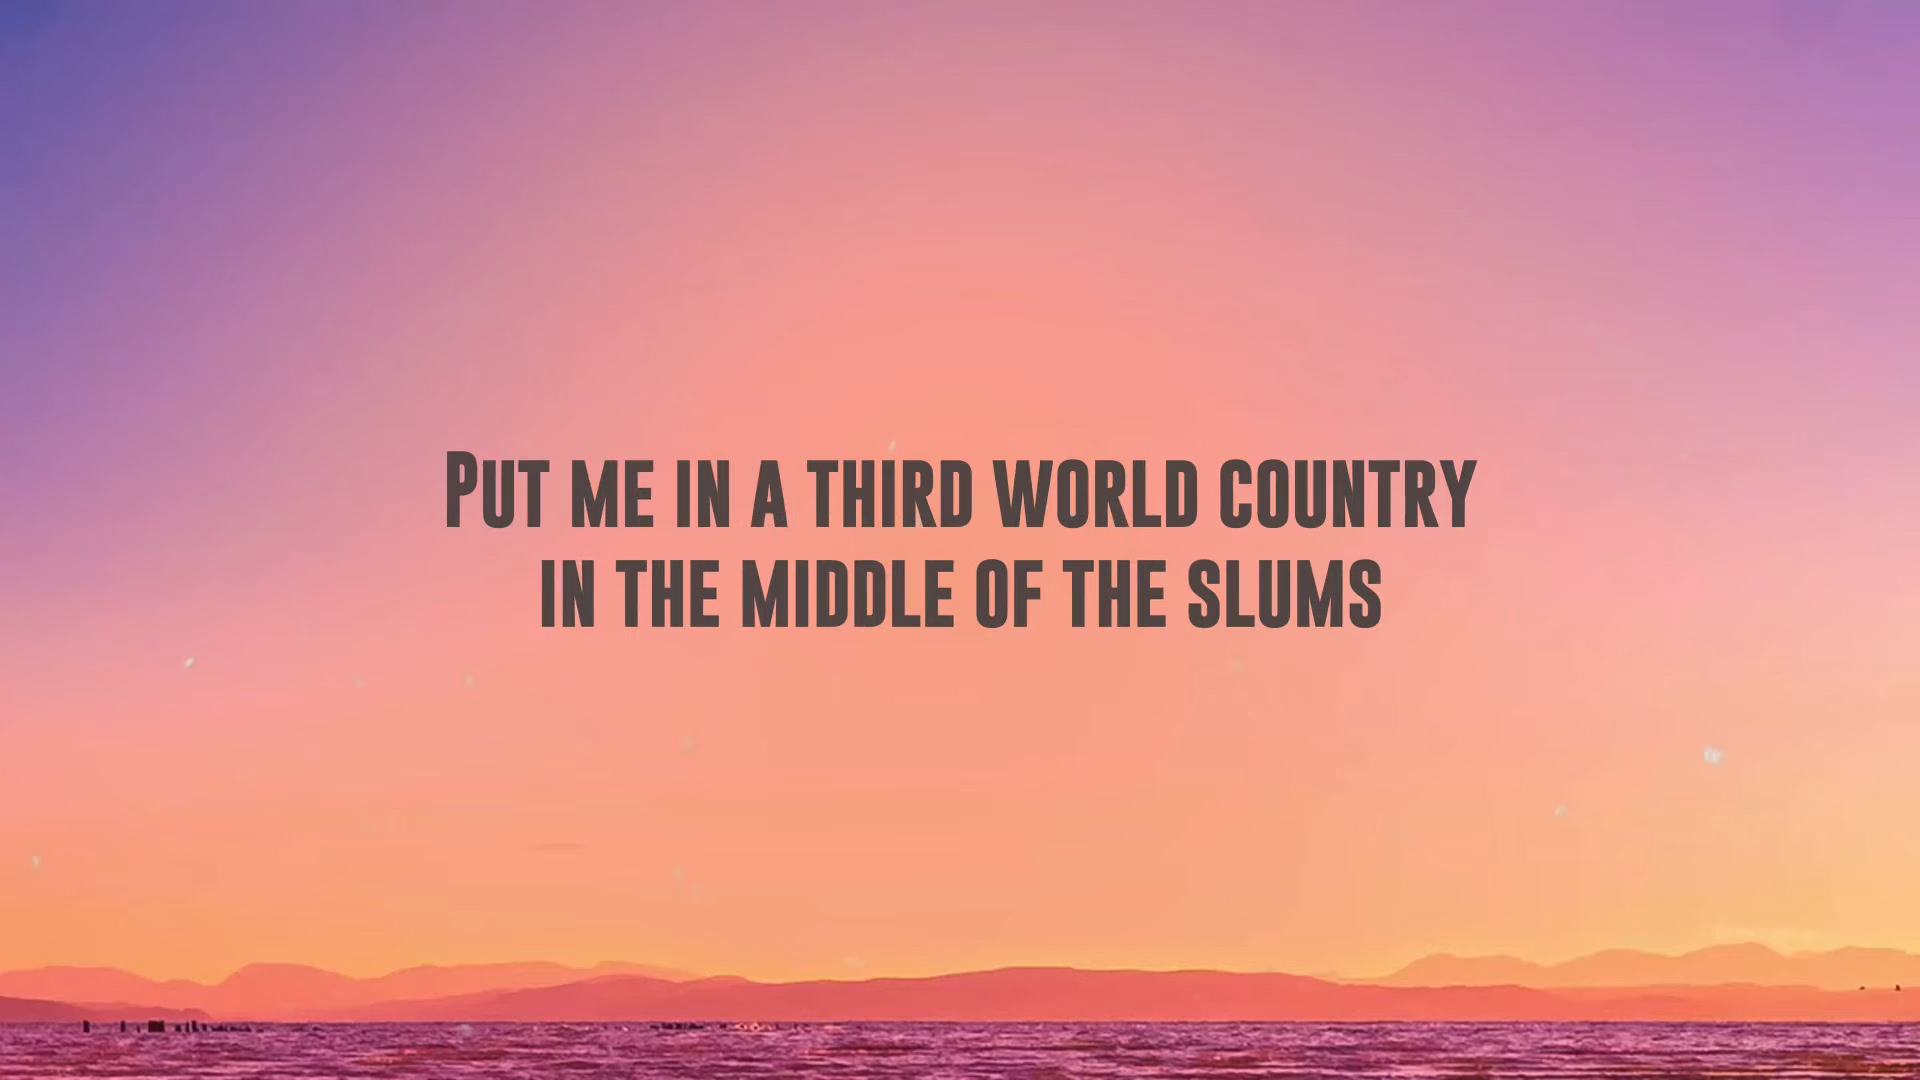 Put me in a third world country
in the middle of the slums